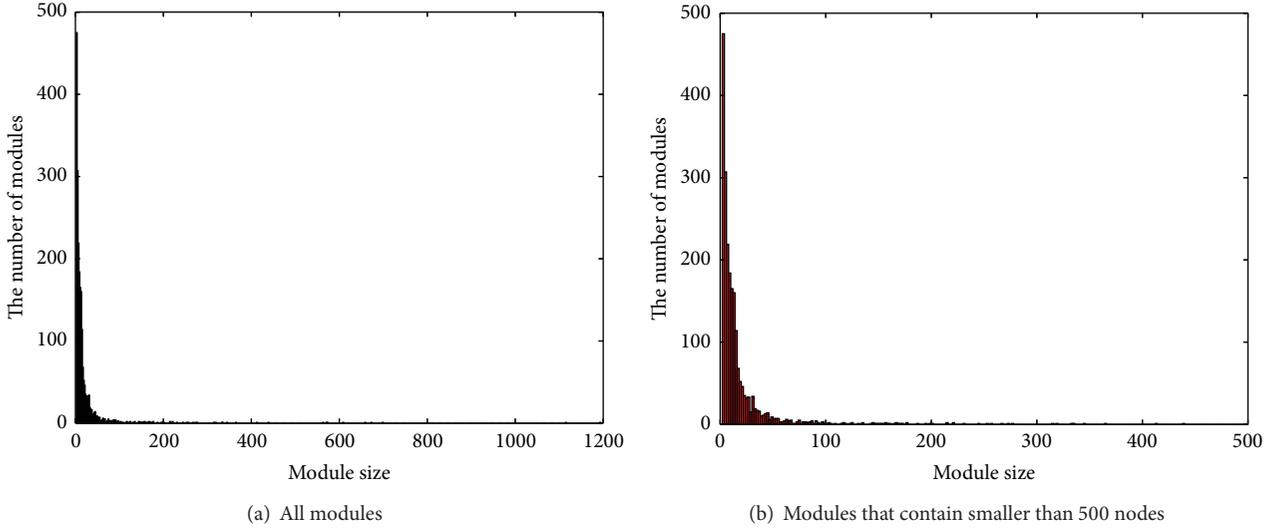 500
400
300
200
100
0
The number of modules
0 200 400 600 800 1000 1200
Module size
(a) All modules
500
400
300
200
100
0
The number of modules
0 100 200 300 400 500
Module size
(b) Modules that contain smaller than 500 nodes